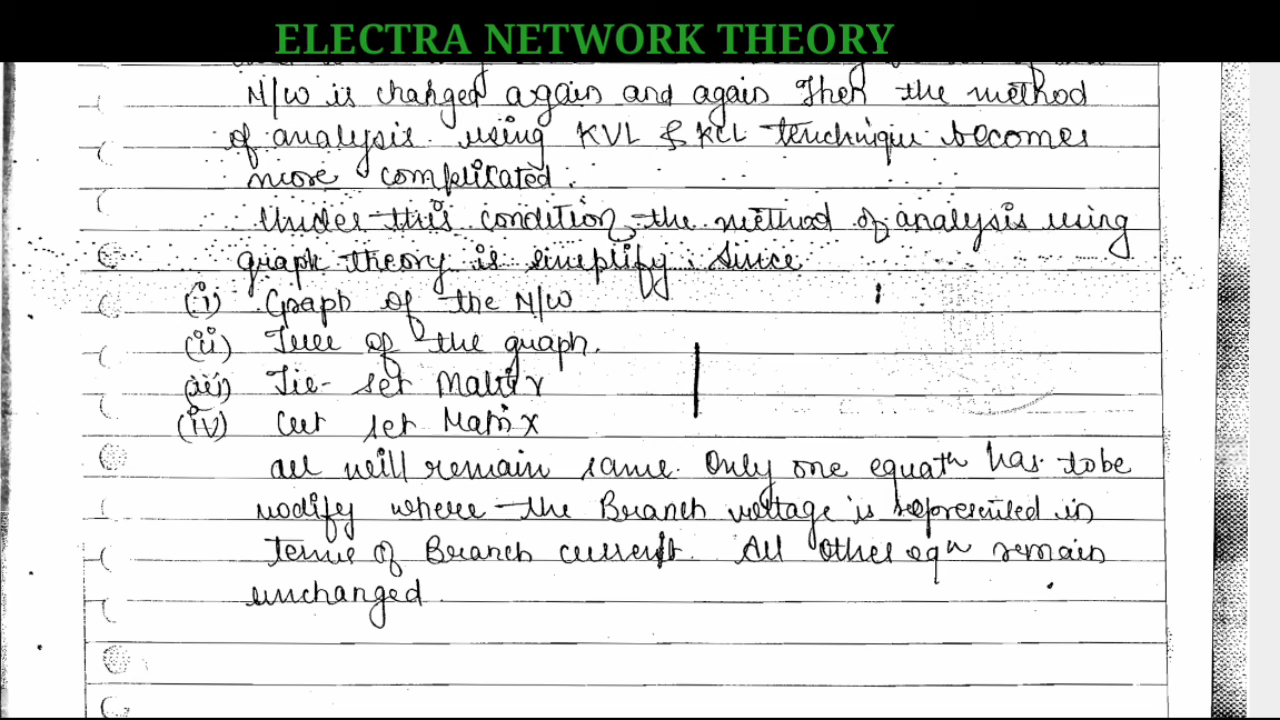 ELECTRA NETWORK THEORY
N/W is changed again and again Then the method
of analysis using KVL & KCL tenchnique becomes
more complicated.
Under this condition, the method of analysis using
graph theory is simplify. Since
(i) Graph of the N/W
(ii) Tree of the graph.
(iii) Tie-set Matrix
(iv) Cut set Matrix
all will remain same. Only one equatn has to be
modify where the Branch voltage is represented in
terms of Branch current. All other eqn remain
unchanged